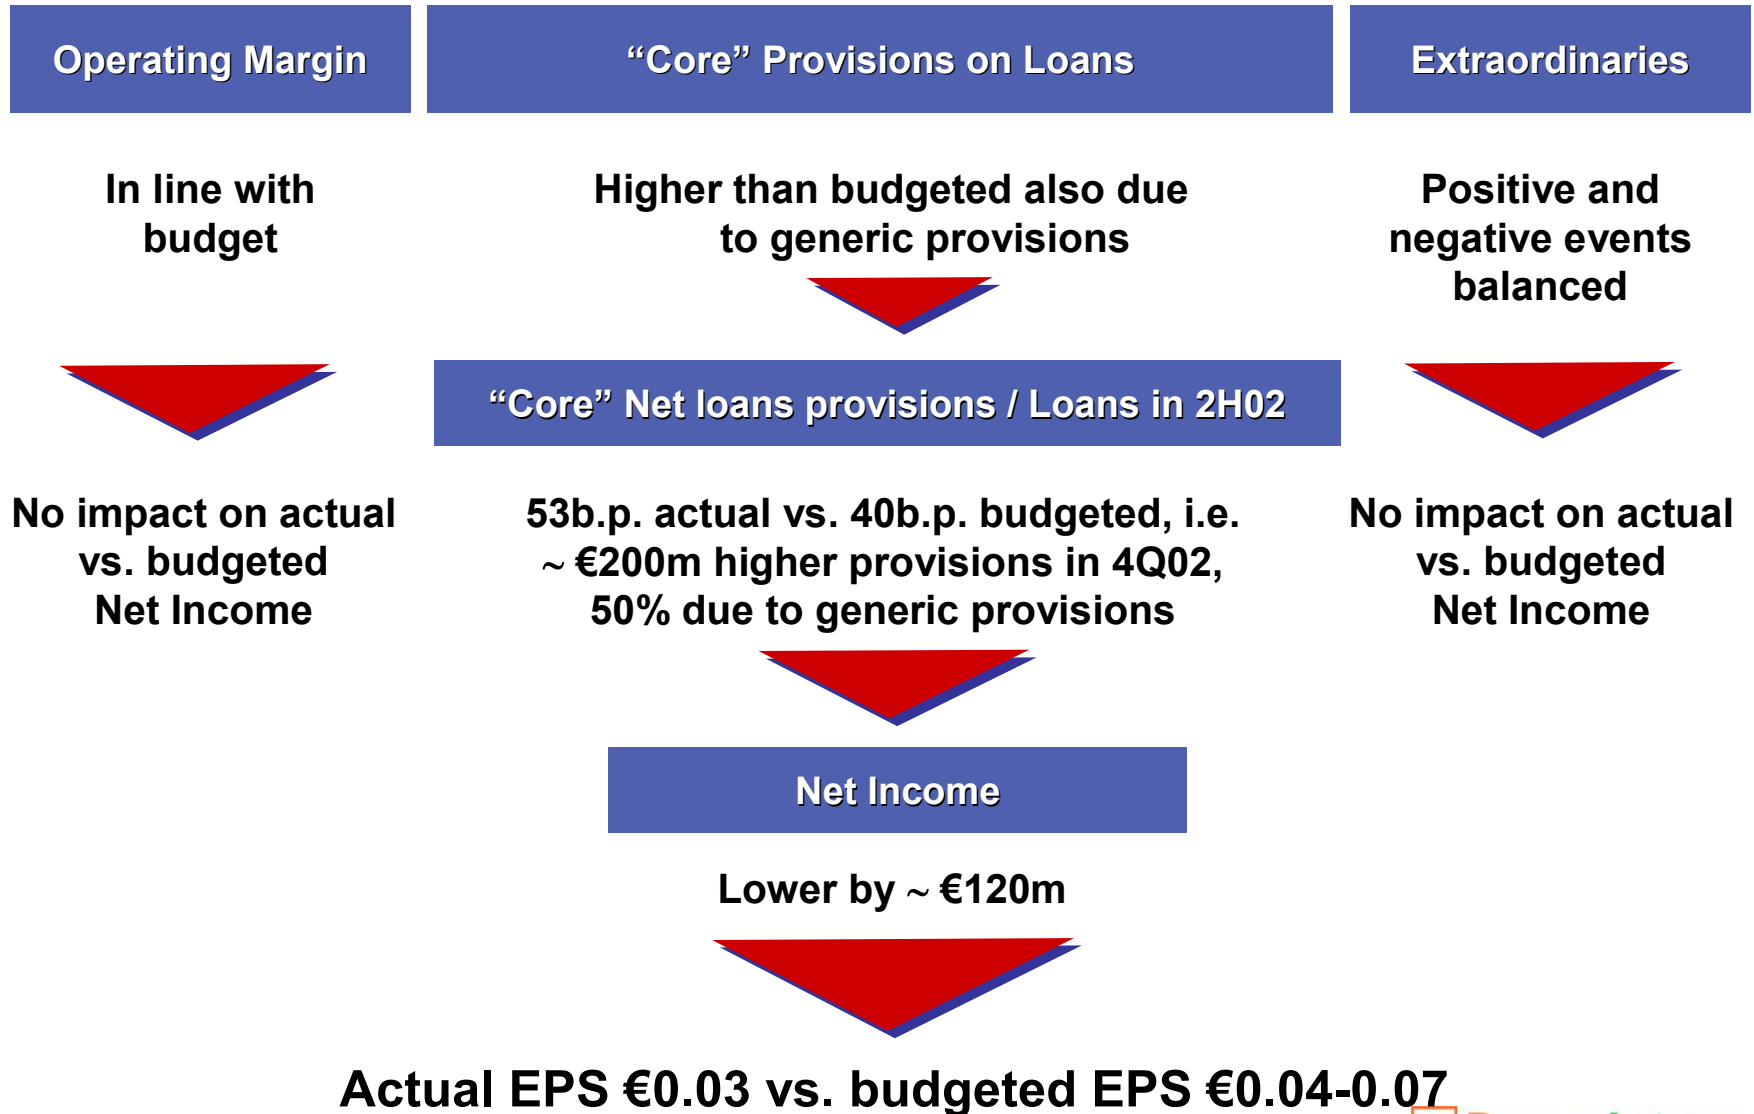 Operating Margin
“Core” Provisions on Loans
Extraordinaries
In line with
budget
Higher than budgeted also due
to generic provisions
Positive and
negative events
balanced
“Core” Net loans provisions / Loans in 2H02
No impact on actual
vs. budgeted
Net Income
53b.p. actual vs. 40b.p. budgeted, i.e.
~ €200m higher provisions in 4Q02,
50% due to generic provisions
No impact on actual
vs. budgeted
Net Income
Net Income
Lower by ~ €120m
Actual EPS €0.03 vs. budgeted EPS €0.04-0.07